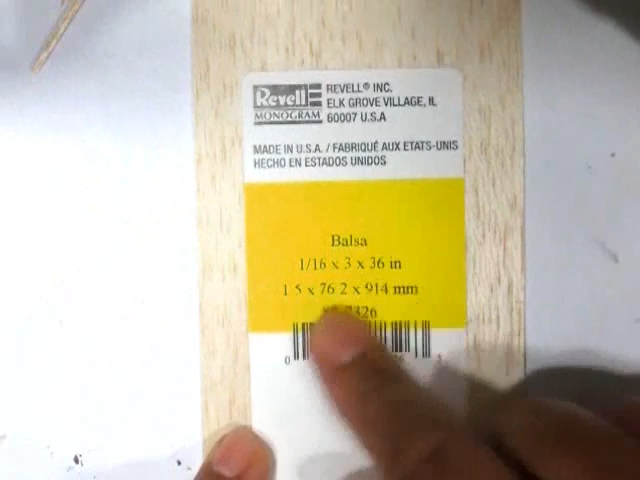 Revell
MONOGRAM
REVELL® INC.
ELK GROVE VILLAGE, IL
60007 U.S.A
MADE IN U.S.A. / FABRIQUÉ AUX ETATS-UNIS
HECHO EN ESTADOS UNIDOS
Balsa
1/16 x 3 x 36 in
1 5 x 76 2 x 914 mm
0